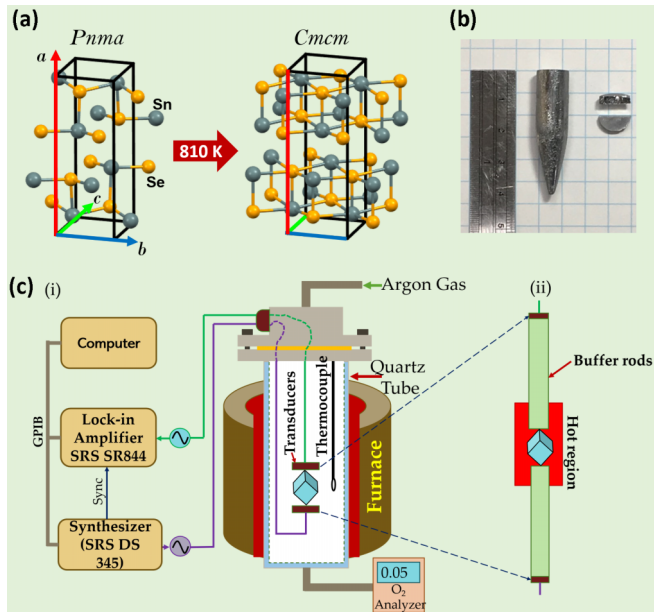 (a)
Pnma
Cmcm
a
Sn
Se
c
b
810 K
(b)
5
(c) (i)
Argon Gas
(ii)
Computer
GPIB
Lock-in
Amplifier
SRS SR844
Sync
Synthesizer
(SRS DS
345)
Transducers
Thermocouple
Quartz
Tube
Furnace
0.05
O₂
Analyzer
Buffer rods
Hot region